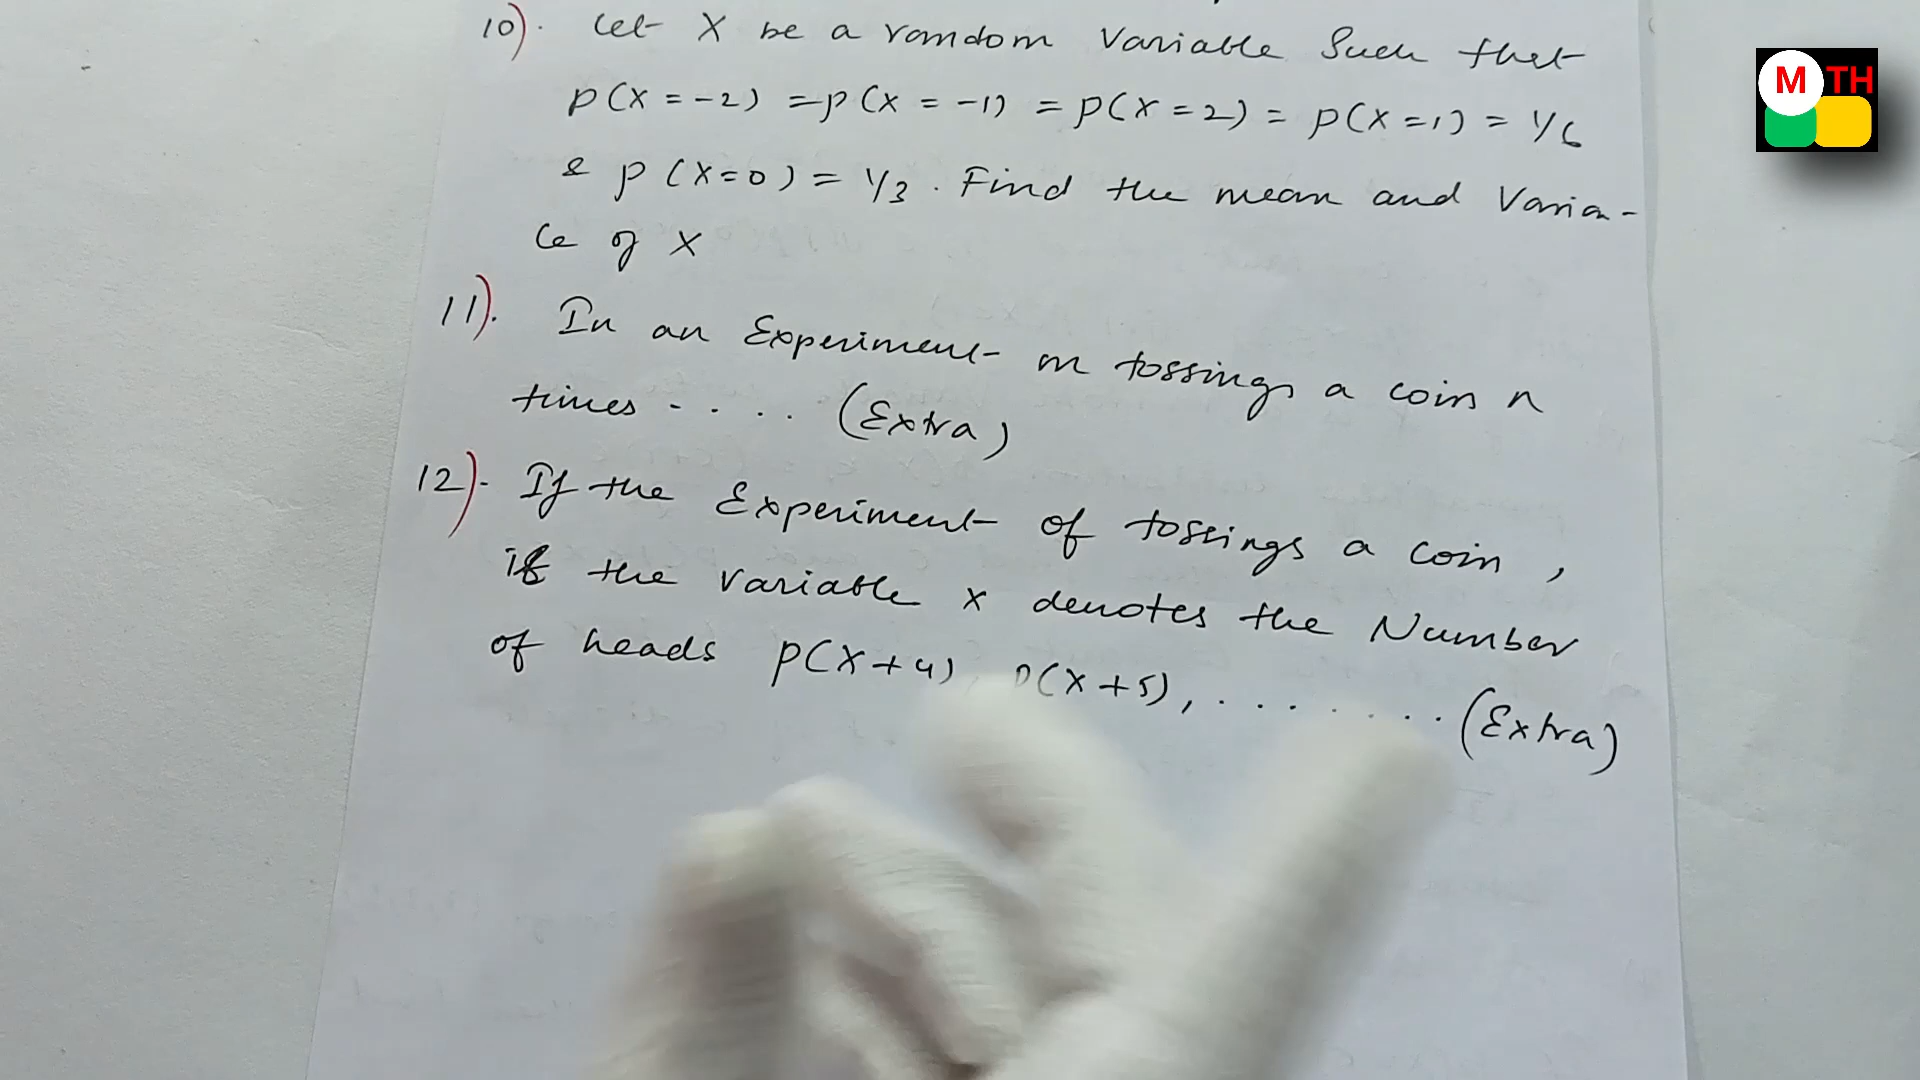 10). Let X be a random Variable Such that
P(X = -2) = P(X = -1) = P(X = 2) = P(X = 1) = 1/6
& P(X=0) = 1/3. Find the mean and Varian-
ce of X
11). In an Experiment on tossings a coin n
times - . . . . (Extra)
12). If the Experiment of tossings a coin,
if the Variable x denotes the Number
of heads P(X+4), P(X+5), . . . . . . . . (Extra)
M TH